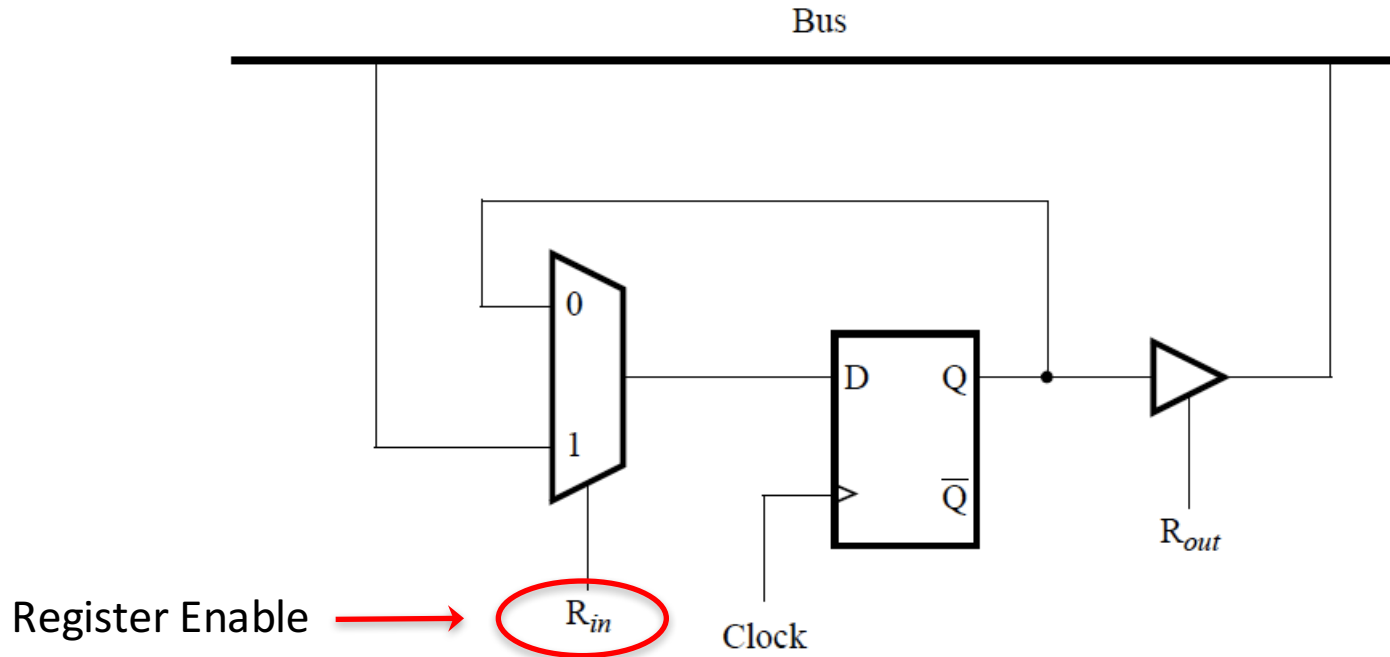 Bus
0
D
Q
1
Q̅
R_out
Register Enable
R_in
Clock